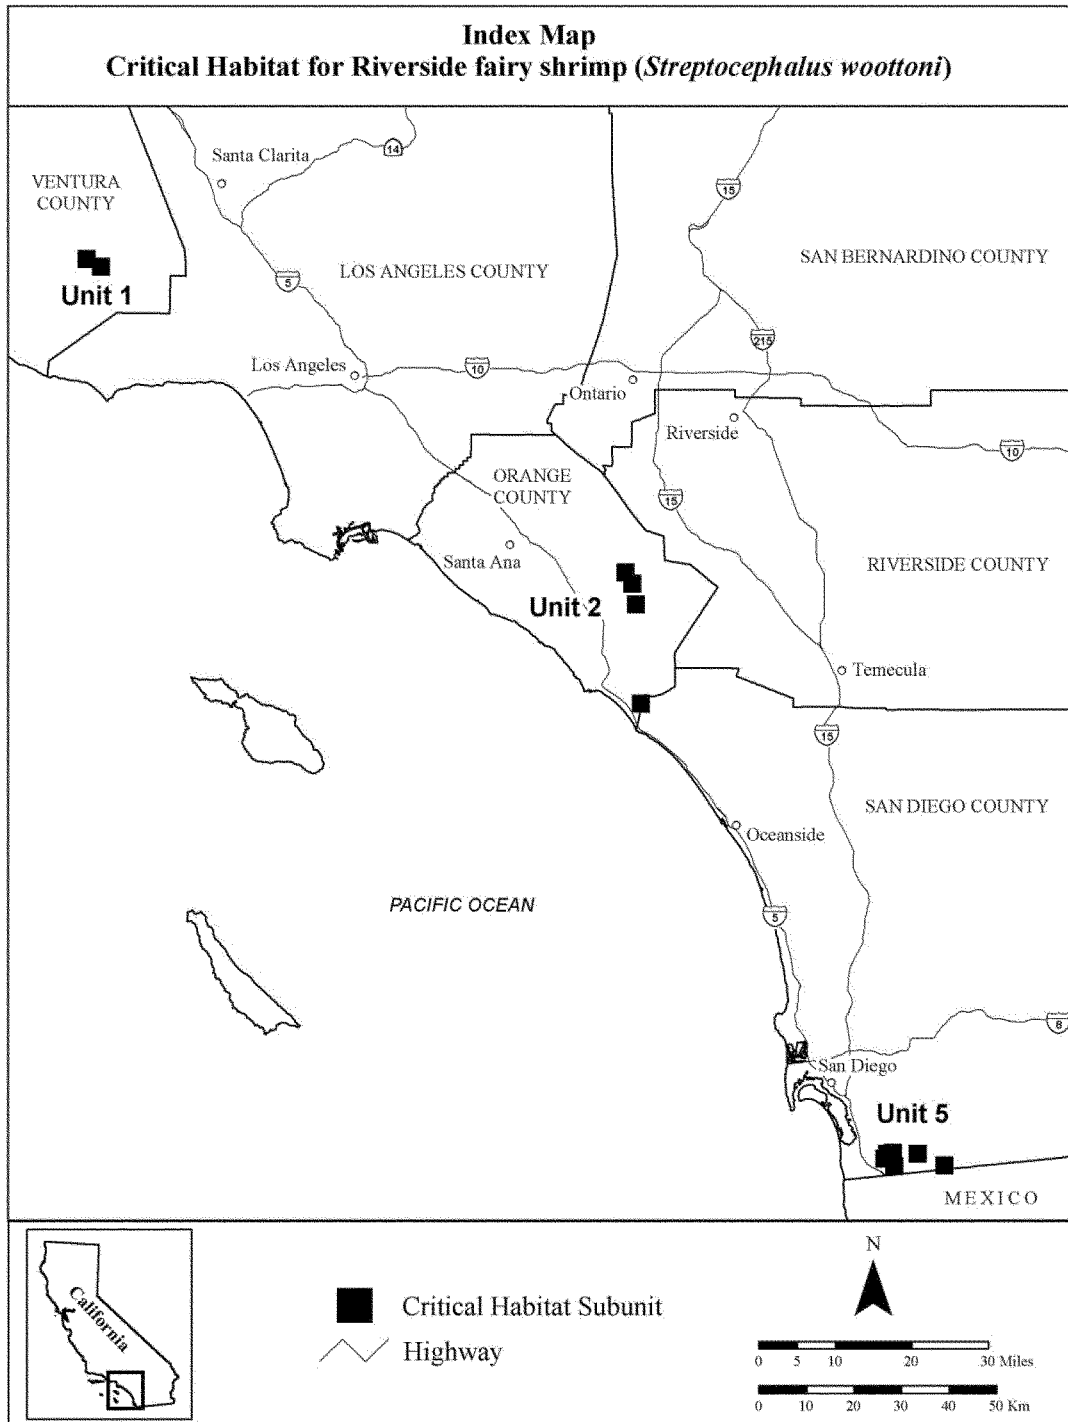 Index Map
Critical Habitat for Riverside fairy shrimp (Streptocephalus woottoni)
14
Santa Clarita
VENTURA
COUNTY
15
LOS ANGELES COUNTY
SAN BERNARDINO COUNTY
5
Unit 1
215
Los Angeles
10
Ontario
Riverside
10
ORANGE
COUNTY
15
Santa Ana
RIVERSIDE COUNTY
Unit 2
Temecula
15
SAN DIEGO COUNTY
Oceanside
PACIFIC OCEAN
5
8
San Diego
Unit 5
MEXICO
California
Critical Habitat Subunit
Highway
N
0 5 10 20 30 Miles
0 10 20 30 40 50 Km